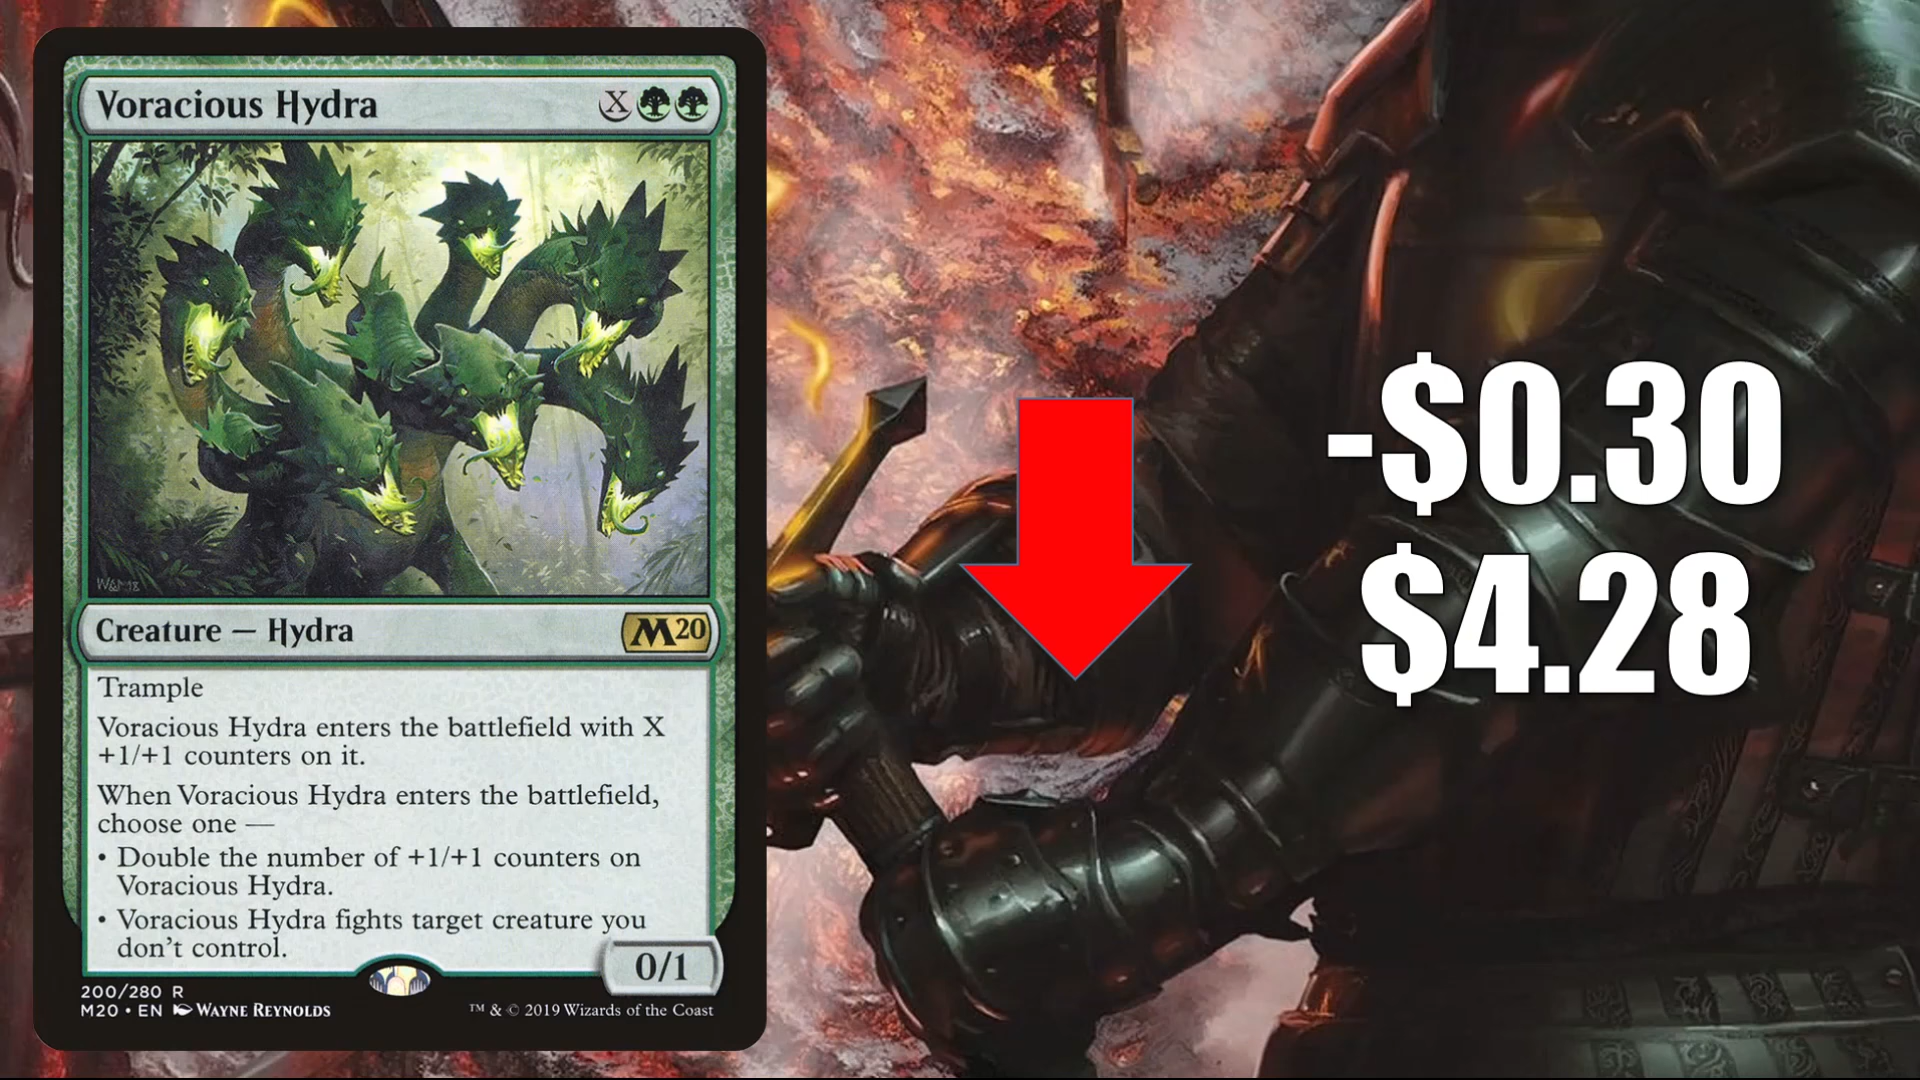 Voracious Hydra
X
Creature — Hydra
M20
Trample
Voracious Hydra enters the battlefield with X
+1/+1 counters on it.
When Voracious Hydra enters the battlefield,
choose one —
• Double the number of +1/+1 counters on
Voracious Hydra.
• Voracious Hydra fights target creature you
don't control.
0/1
200/280 R
M20 • EN WAYNE REYNOLDS
™ & © 2019 Wizards of the Coast
-$0.30
$4.28